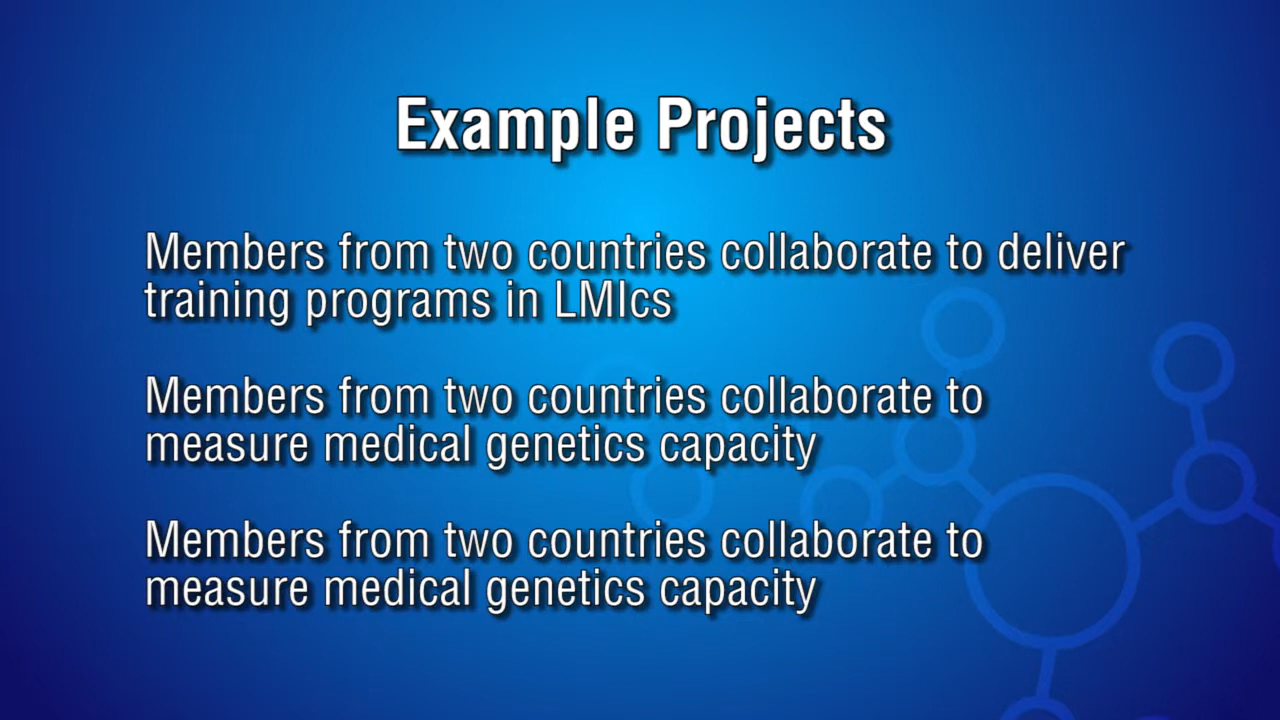 Example Projects
Members from two countries collaborate to deliver
training programs in LMIcs
Members from two countries collaborate to
measure medical genetics capacity
Members from two countries collaborate to
measure medical genetics capacity